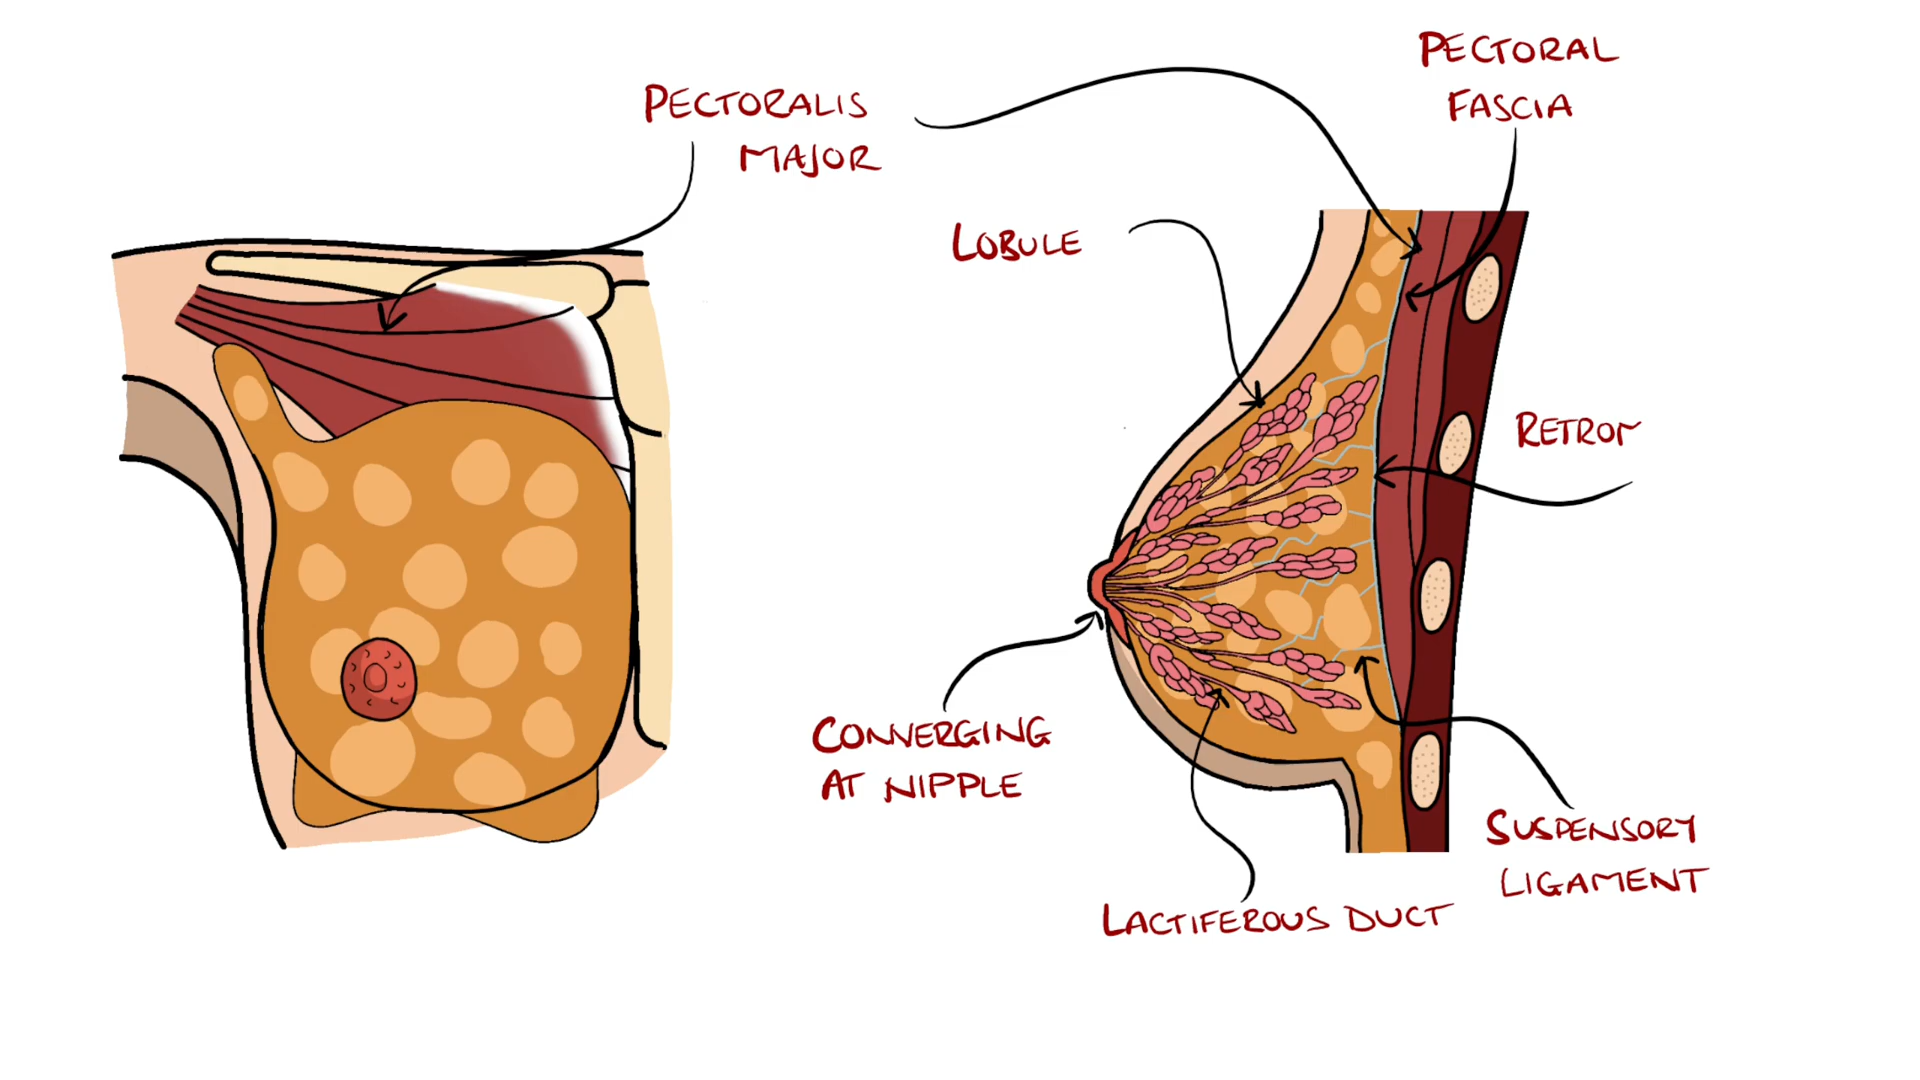 PECTORALIS
MAJOR
PECTORAL
FASCIA
LOBULE
RETROM
CONVERGING
AT NIPPLE
SUSPENSORY
LIGAMENT
LACTIFEROUS DUCT